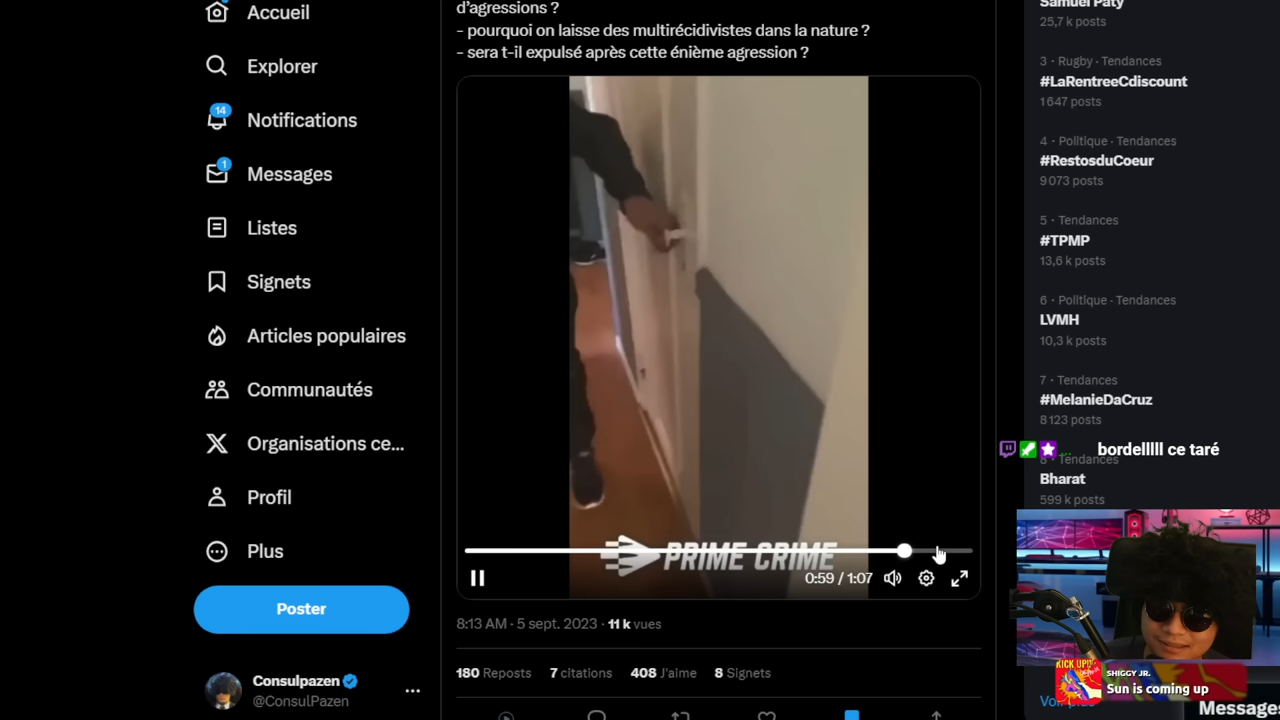 d'agressions ?
- pourquoi on laisse des multirécidivistes dans la nature ?
- sera t-il expulsé après cette énième agression ?
Accueil
Explorer
14
Notifications
1
Messages
Listes
Signets
Articles populaires
Communautés
Organisations ce...
Profil
Plus
Poster
Consulpazen
@ConsulPazen
PRIME CRIME
0:59 / 1:07
8:13 AM · 5 sept. 2023 · 11 k vues
180 Reposts 7 citations 408 J'aime 8 Signets
Samuel Paty
25,7 k posts
3 · Rugby · Tendances
#LaRentreeCdiscount
1 647 posts
4 · Politique · Tendances
#RestosduCoeur
9 073 posts
5 · Tendances
#TPMP
13,6 k posts
6 · Politique · Tendances
LVMH
10,3 k posts
7 · Tendances
#MelanieDaCruz
8 123 posts
bordelllll ce taré
8 · Tendances
Bharat
599 k posts
KICK UP!!
SHIGGY JR.
Sun is coming up
Messages